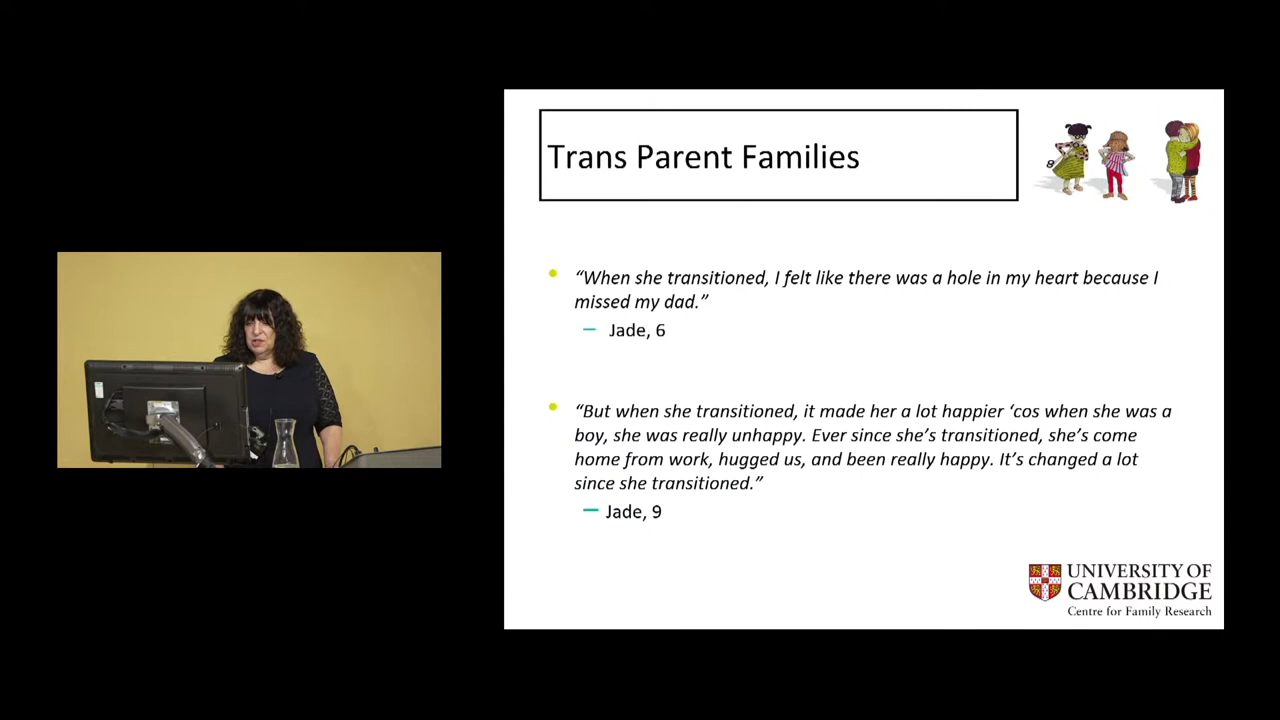 Trans Parent Families
“When she transitioned, I felt like there was a hole in my heart because I
missed my dad.”
– Jade, 6
“But when she transitioned, it made her a lot happier ‘cos when she was a
boy, she was really unhappy. Ever since she’s transitioned, she’s come
home from work, hugged us, and been really happy. It’s changed a lot
since she transitioned.”
– Jade, 9
UNIVERSITY OF
CAMBRIDGE
Centre for Family Research